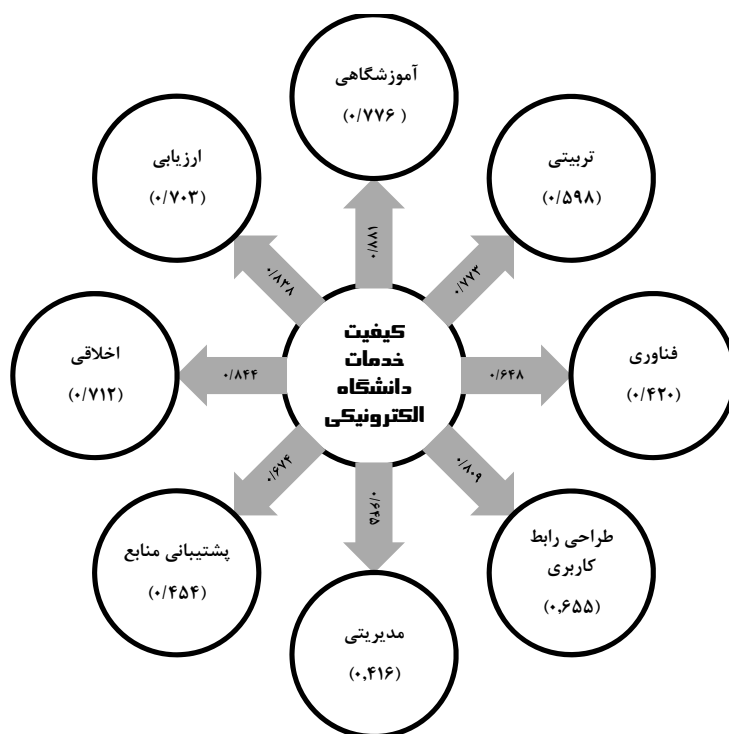 آموزشگاهی
(۰/۷۷۶)
ارزیابی
(۰/۷۰۳)
تربیتی
(۰/۵۹۸)
۰/۸۸۱
۰/۸۳۸
۰/۷۷۳
اخلاقی
(۰/۷۱۲)
۰/۸۴۴
کیفیت
خدمات
دانشگاه
الکترونیکی
۰/۶۴۸
فناوری
(۰/۴۲۰)
۰/۶۷۴
۰/۶۴۵
۰/۸۰۹
پشتیبانی منابع
(۰/۴۵۴)
طراحی رابط
کاربری
(۰,۶۵۵)
مدیریتی
(۰,۴۱۶)